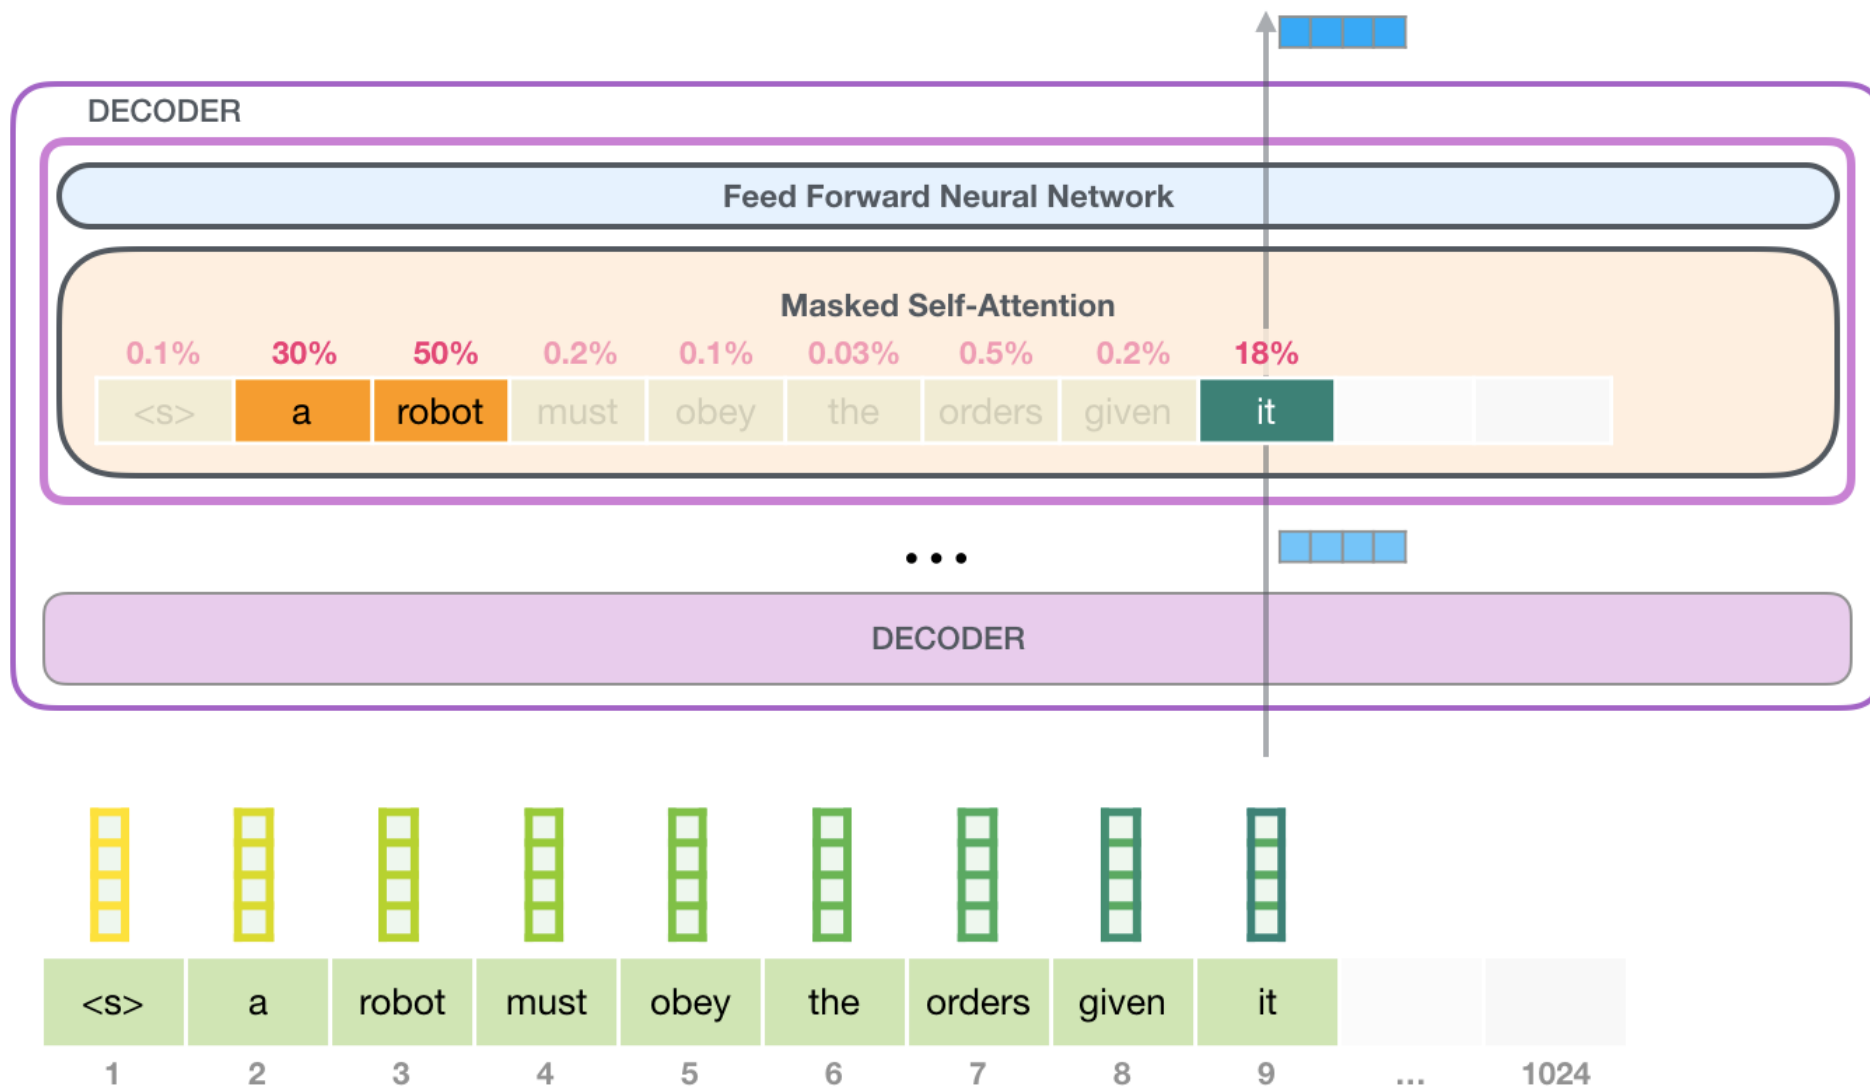 DECODER
Feed Forward Neural Network
Masked Self-Attention
0.1% 30% 50% 0.2% 0.1% 0.03% 0.5% 0.2% 18%
<s> a robot must obey the orders given it
...
DECODER
<s> a robot must obey the orders given it
1 2 3 4 5 6 7 8 9 ... 1024